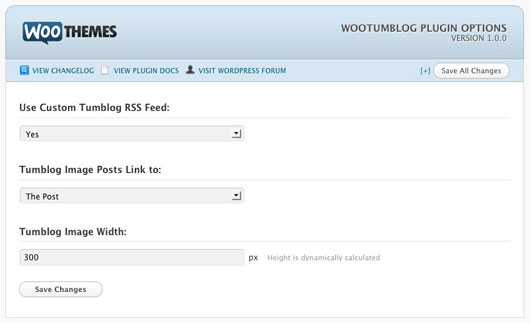 WOOTHEMES
WOOTUMBLOG PLUGIN OPTIONS
VERSION 1.0.0
VIEW CHANGELOG VIEW PLUGIN DOCS VISIT WORDPRESS FORUM [+] Save All Changes
Use Custom Tumblog RSS Feed:
Yes
Tumblog Image Posts Link to:
The Post
Tumblog Image Width:
300 px Height is dynamically calculated
Save Changes